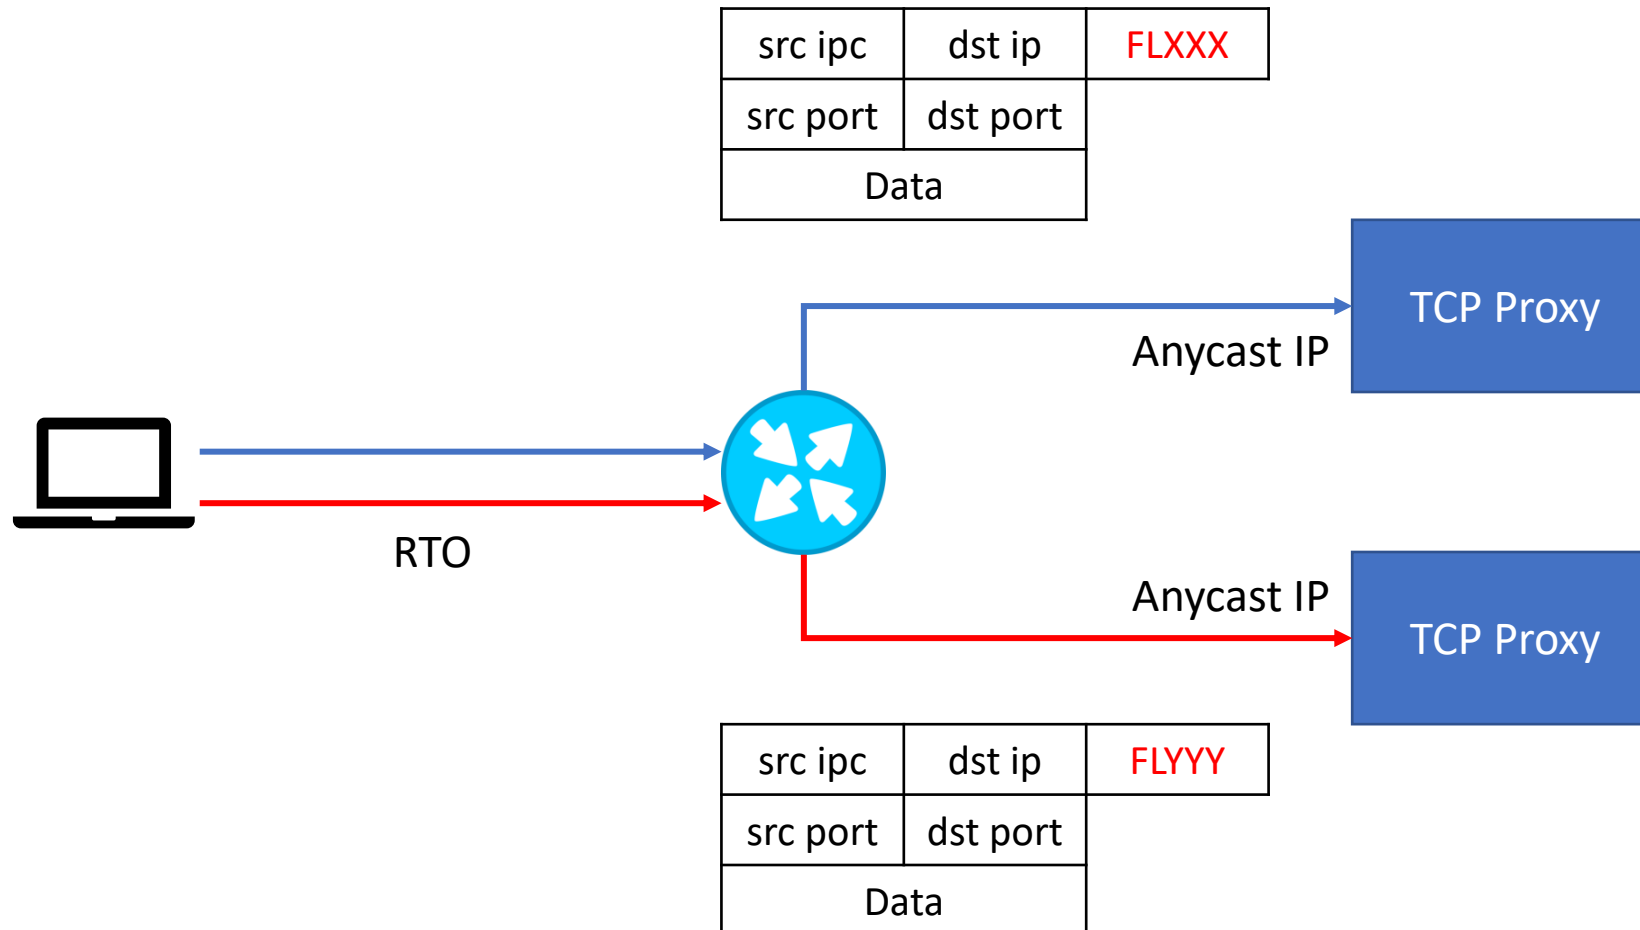 src ipc dst ip FLXXX
src port dst port
Data
TCP Proxy
Anycast IP
RTO
Anycast IP
TCP Proxy
src ipc dst ip FLYYY
src port dst port
Data